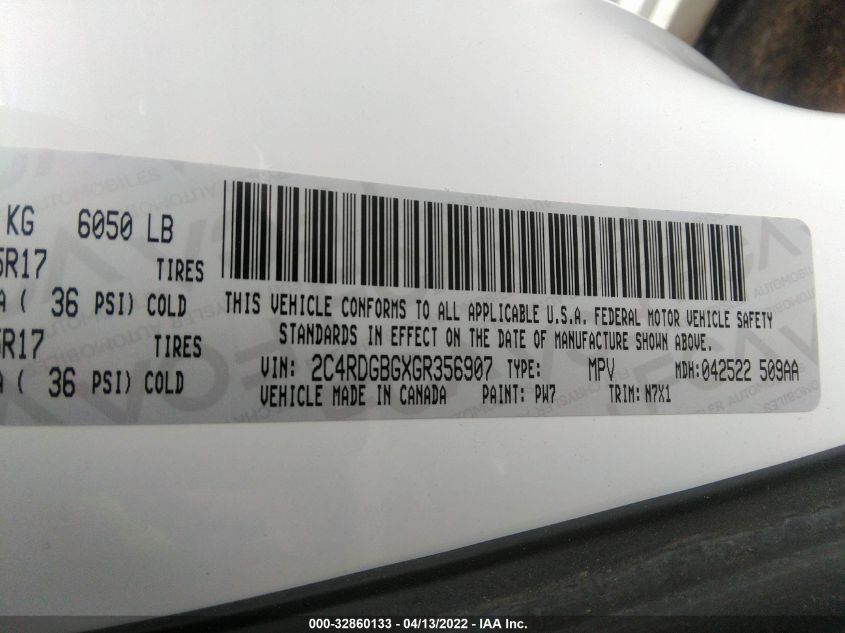 KG 6050 LB
5R17 TIRES
A ( 36 PSI) COLD
5R17 TIRES
A ( 36 PSI) COLD
THIS VEHICLE CONFORMS TO ALL APPLICABLE U.S.A. FEDERAL MOTOR VEHICLE SAFETY
STANDARDS IN EFFECT ON THE DATE OF MANUFACTURE SHOWN ABOVE.
VIN: 2C4RDGBGXGR356907 TYPE: MPV MDH: 042522 509AA
VEHICLE MADE IN CANADA PAINT: PW7 TRIM: N7X1
000-32860133 - 04/13/2022 - IAA Inc.